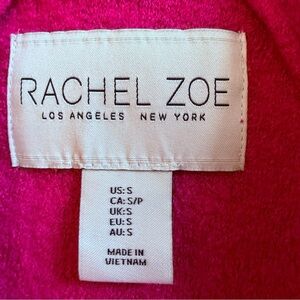 RACHEL ZOE
LOS ANGELES NEW YORK
US:S
CA:S/P
UK:S
EU:S
AU:S
MADE IN
VIETNAM